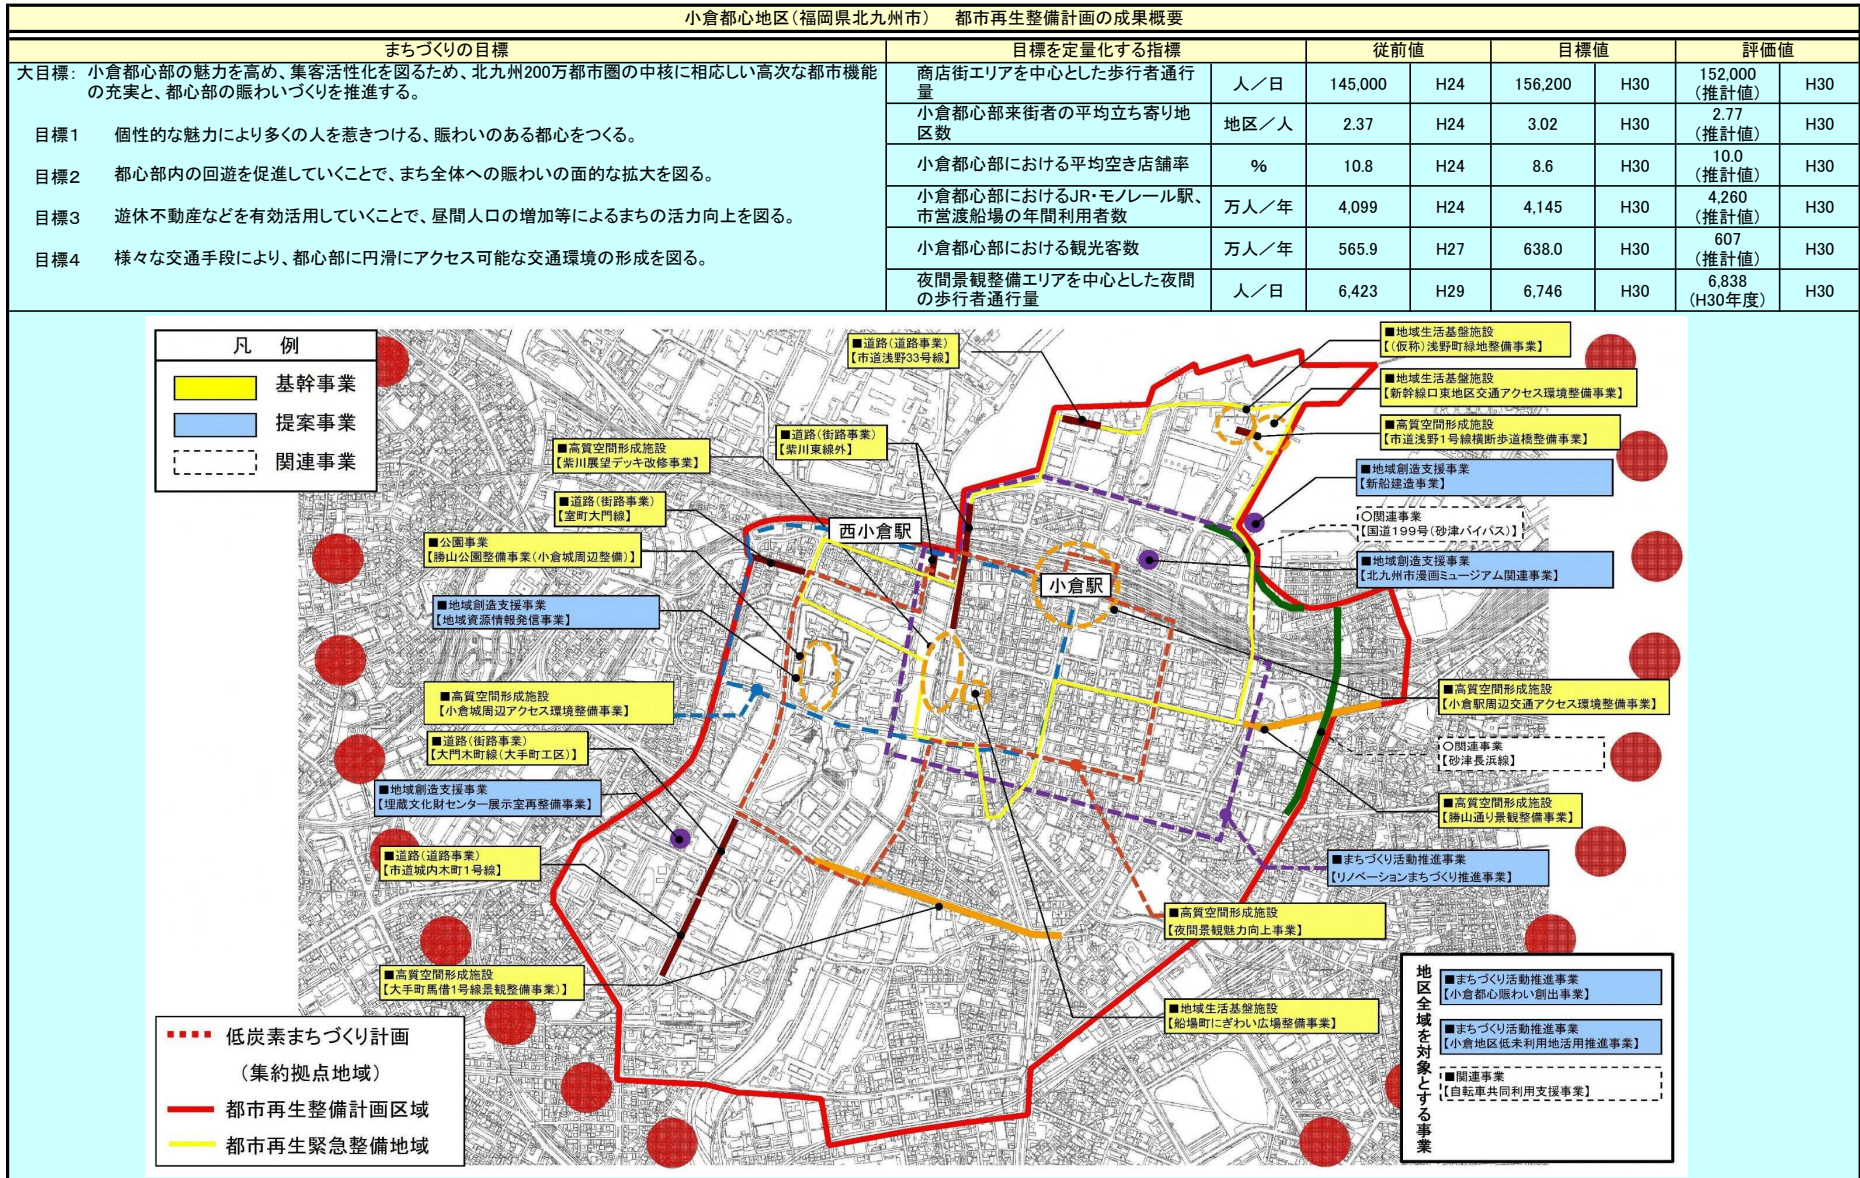 小倉都心地区(福岡県北九州市)　都市再生整備計画の成果概要
まちづくりの目標
目標を定量化する指標
従前値
目標値
評価値
大目標: 小倉都心部の魅力を高め、集客活性化を図るため、北九州200万都市圏の中核に相応しい高次な都市機能
の充実と、都心部の賑わいづくりを推進する。
目標1 個性的な魅力により多くの人を惹きつける、賑わいのある都心をつくる。
目標2 都心部内の回遊を促進していくことで、まち全体への賑わいの面的な拡大を図る。
目標3 遊休不動産などを有効活用していくことで、昼間人口の増加等によるまちの活力向上を図る。
目標4 様々な交通手段により、都心部に円滑にアクセス可能な交通環境の形成を図る。
商店街エリアを中心とした歩行者通行
量
人/日 145,000 H24 156,200 H30 152,000
(推計値)
H30
小倉都心部来街者の平均立ち寄り地
区数
地区/人 2.37 H24 3.02 H30 2.77
(推計値)
H30
小倉都心部における平均空き店舗率
% 10.8 H24 8.6 H30 10.0
(推計値)
H30
小倉都心部におけるJR・モノレール駅、
市営渡船場の年間利用者数
万人/年 4,099 H24 4,145 H30 4,260
(推計値)
H30
小倉都心部における観光客数
万人/年 565.9 H27 638.0 H30 607
(推計値)
H30
夜間景観整備エリアを中心とした夜間
の歩行者通行量
人/日 6,423 H29 6,746 H30 6,838
(H30年度)
H30
凡 例
基幹事業
提案事業
関連事業
■道路(道路事業)
【市道浅野33号線】
■地域生活基盤施設
【(仮称)浅野町緑地整備事業】
■地域生活基盤施設
【新幹線口東地区交通アクセス環境整備事業】
■高質空間形成施設
【市道浅野1号線横断歩道橋整備事業】
■道路(街路事業)
【紫川東線外】
■高質空間形成施設
【紫川展望デッキ改修事業】
■地域創造支援事業
【新船建造事業】
■道路(街路事業)
【室町大門線】
○関連事業
【国道199号(砂津バイパス)】
西小倉駅
■公園事業
【勝山公園整備事業(小倉城周辺整備)】
■地域創造支援事業
【北九州市漫画ミュージアム関連事業】
小倉駅
■地域創造支援事業
【地域資源情報発信事業】
■高質空間形成施設
【小倉城周辺アクセス環境整備事業】
■高質空間形成施設
【小倉駅周辺交通アクセス環境整備事業】
■道路(街路事業)
【大門木町線(大手町工区)】
○関連事業
【砂津長浜線】
■地域創造支援事業
【埋蔵文化財センター展示室再整備事業】
■高質空間形成施設
【勝山通り景観整備事業】
■道路(道路事業)
【市道城内木町1号線】
■まちづくり活動推進事業
【リノベーションまちづくり推進事業】
■高質空間形成施設
【夜間景観魅力向上事業】
■高質空間形成施設
【大手町馬借1号線景観整備事業)】
■地域生活基盤施設
【船場町にぎわい広場整備事業】
地区全域を対象とする事業
■まちづくり活動推進事業
【小倉都心賑わい創出事業】
■まちづくり活動推進事業
【小倉地区低未利用地活用推進事業】
■関連事業
【自転車共同利用支援事業】
低炭素まちづくり計画
(集約拠点地域)
都市再生整備計画区域
都市再生緊急整備地域